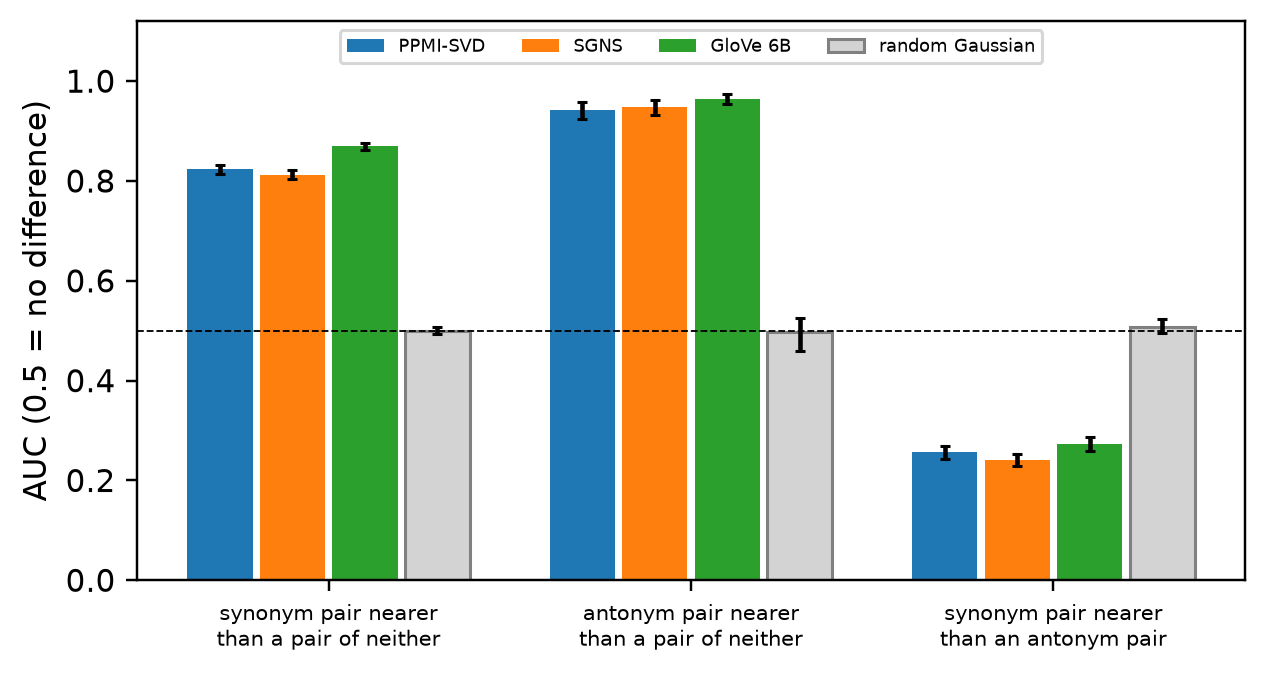 PPMI-SVD SGNS GloVe 6B random Gaussian
AUC (0.5 = no difference)
1.0
0.8
0.6
0.4
0.2
0.0
synonym pair nearer
than a pair of neither
antonym pair nearer
than a pair of neither
synonym pair nearer
than an antonym pair